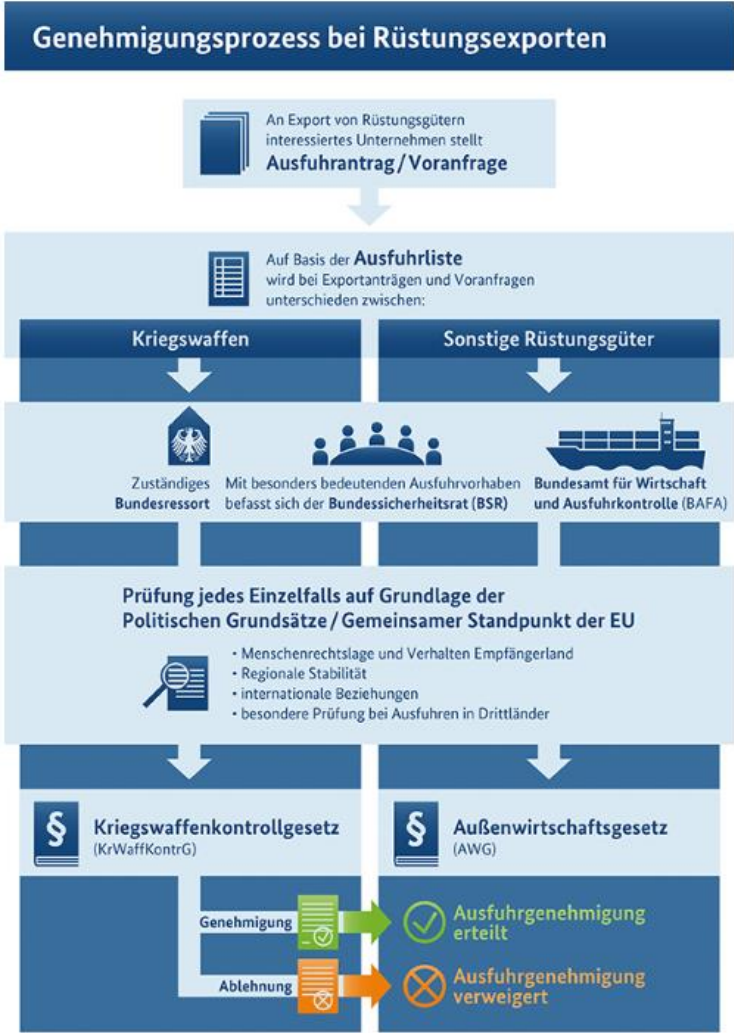 Genehmigungsprozess bei Rüstungsexporten
An Export von Rüstungsgütern
interessiertes Unternehmen stellt
Ausfuhrantrag / Voranfrage
Auf Basis der Ausfuhrliste
wird bei Exportanträgen und Voranfragen
unterschieden zwischen:
Kriegswaffen
Sonstige Rüstungsgüter
Zuständiges
Bundesressort
Mit besonders bedeutenden Ausfuhrvorhaben
befasst sich der Bundessicherheitsrat (BSR)
Bundesamt für Wirtschaft
und Ausfuhrkontrolle (BAFA)
Prüfung jedes Einzelfalls auf Grundlage der
Politischen Grundsätze / Gemeinsamer Standpunkt der EU
• Menschenrechtslage und Verhalten Empfängerland
• Regionale Stabilität
• internationale Beziehungen
• besondere Prüfung bei Ausfuhren in Drittländer
§
Kriegswaffenkontrollgesetz
(KrWaffKontrG)
§
Außenwirtschaftsgesetz
(AWG)
Genehmigung
Ausfuhrgenehmigung
erteilt
Ablehnung
Ausfuhrgenehmigung
verweigert